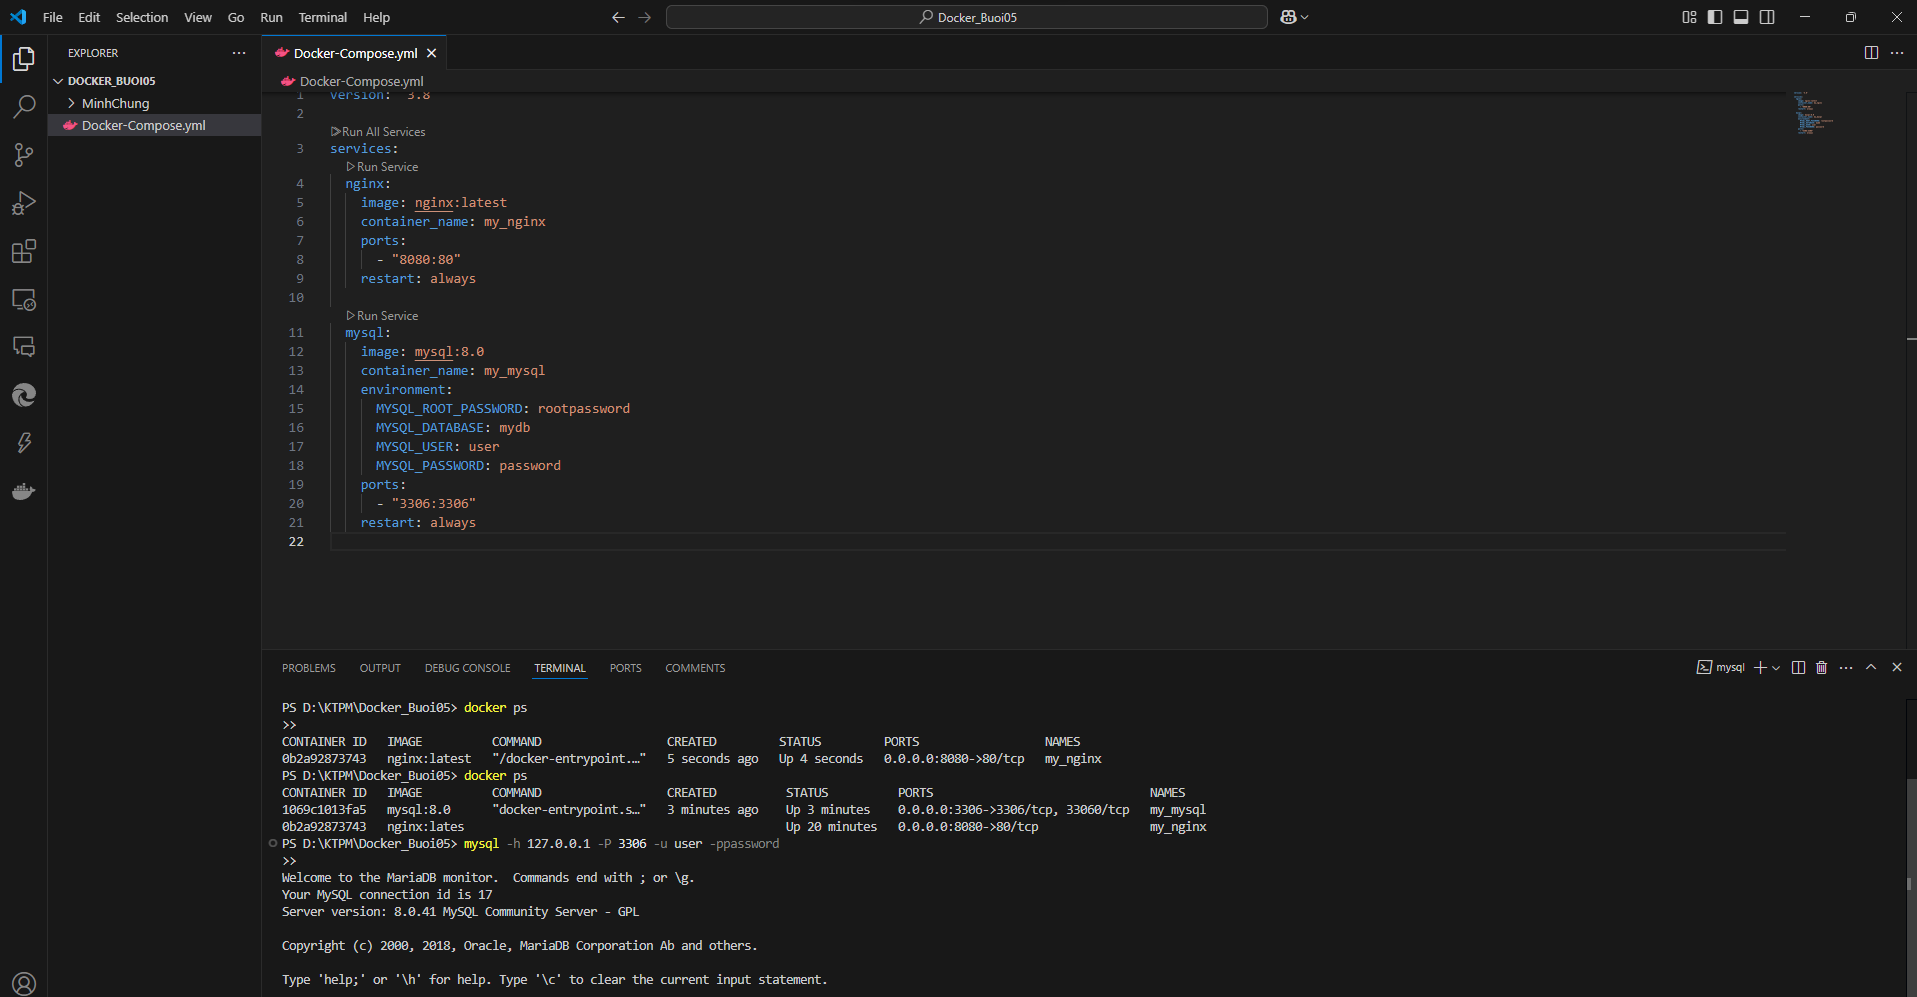 File Edit Selection View Go Run Terminal Help
Docker_Buoi05
EXPLORER
DOCKER_BUOI05
MinhChung
Docker-Compose.yml
Docker-Compose.yml
Docker-Compose.yml
1 version: '3.8'
2
Run All Services
3 services:
Run Service
4 nginx:
5 image: nginx:latest
6 container_name: my_nginx
7 ports:
8 - "8080:80"
9 restart: always
10
Run Service
11 mysql:
12 image: mysql:8.0
13 container_name: my_mysql
14 environment:
15 MYSQL_ROOT_PASSWORD: rootpassword
16 MYSQL_DATABASE: mydb
17 MYSQL_USER: user
18 MYSQL_PASSWORD: password
19 ports:
20 - "3306:3306"
21 restart: always
22
PROBLEMS OUTPUT DEBUG CONSOLE TERMINAL PORTS COMMENTS
mysql
PS D:\KTPM\Docker_Buoi05> docker ps
>>
CONTAINER ID IMAGE COMMAND CREATED STATUS PORTS NAMES
0b2a92873743 nginx:latest "/docker-entrypoint.…" 5 seconds ago Up 4 seconds 0.0.0.0:8080->80/tcp my_nginx
PS D:\KTPM\Docker_Buoi05> docker ps
CONTAINER ID IMAGE COMMAND CREATED STATUS PORTS NAMES
1069c1013fa5 mysql:8.0 "docker-entrypoint.s…" 3 minutes ago Up 3 minutes 0.0.0.0:3306->3306/tcp, 33060/tcp my_mysql
0b2a92873743 nginx:lates Up 20 minutes 0.0.0.0:8080->80/tcp my_nginx
PS D:\KTPM\Docker_Buoi05> mysql -h 127.0.0.1 -P 3306 -u user -ppassword
>>
Welcome to the MariaDB monitor. Commands end with ; or \g.
Your MySQL connection id is 17
Server version: 8.0.41 MySQL Community Server - GPL
Copyright (c) 2000, 2018, Oracle, MariaDB Corporation Ab and others.
Type 'help;' or '\h' for help. Type '\c' to clear the current input statement.